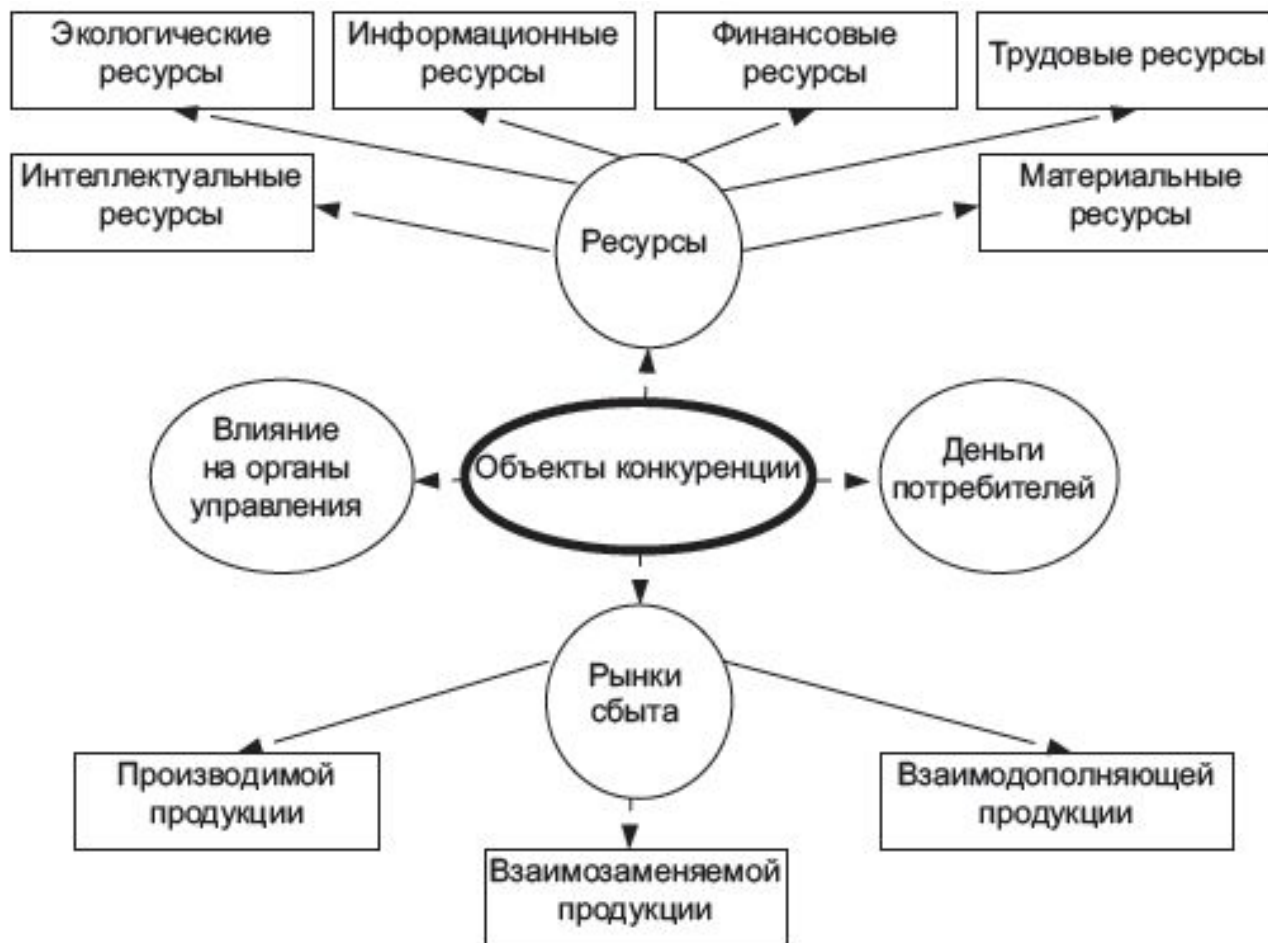 Экологические
ресурсы
Информационные
ресурсы
Финансовые
ресурсы
Трудовые ресурсы
Интеллектуальные
ресурсы
Материальные
ресурсы
Ресурсы
Влияние
на органы
управления
Объекты конкуренции
Деньги
потребителей
Рынки
сбыта
Производимой
продукции
Взаимодополняющей
продукции
Взаимозаменяемой
продукции